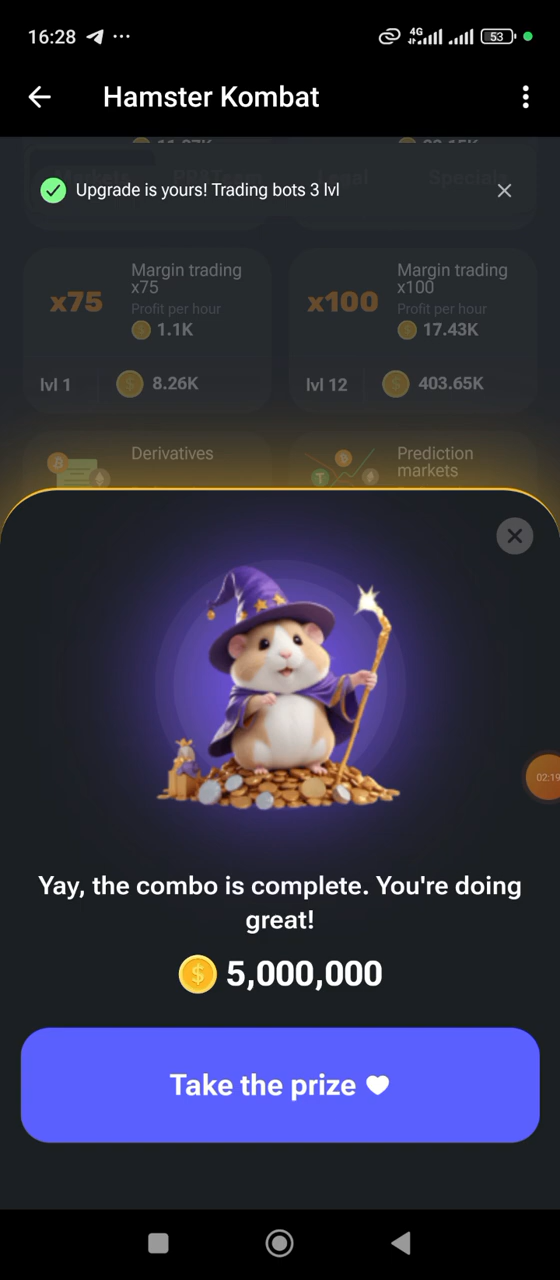 16:28
4G
53
Hamster Kombat
Upgrade is yours! Trading bots 3 lvl
Margin trading
x75
x75
Profit per hour
1.1K
lvl 1
8.26K
Margin trading
x100
x100
Profit per hour
17.43K
lvl 12
403.65K
Derivatives
Prediction
markets
02:19
Yay, the combo is complete. You're doing
great!
5,000,000
Take the prize